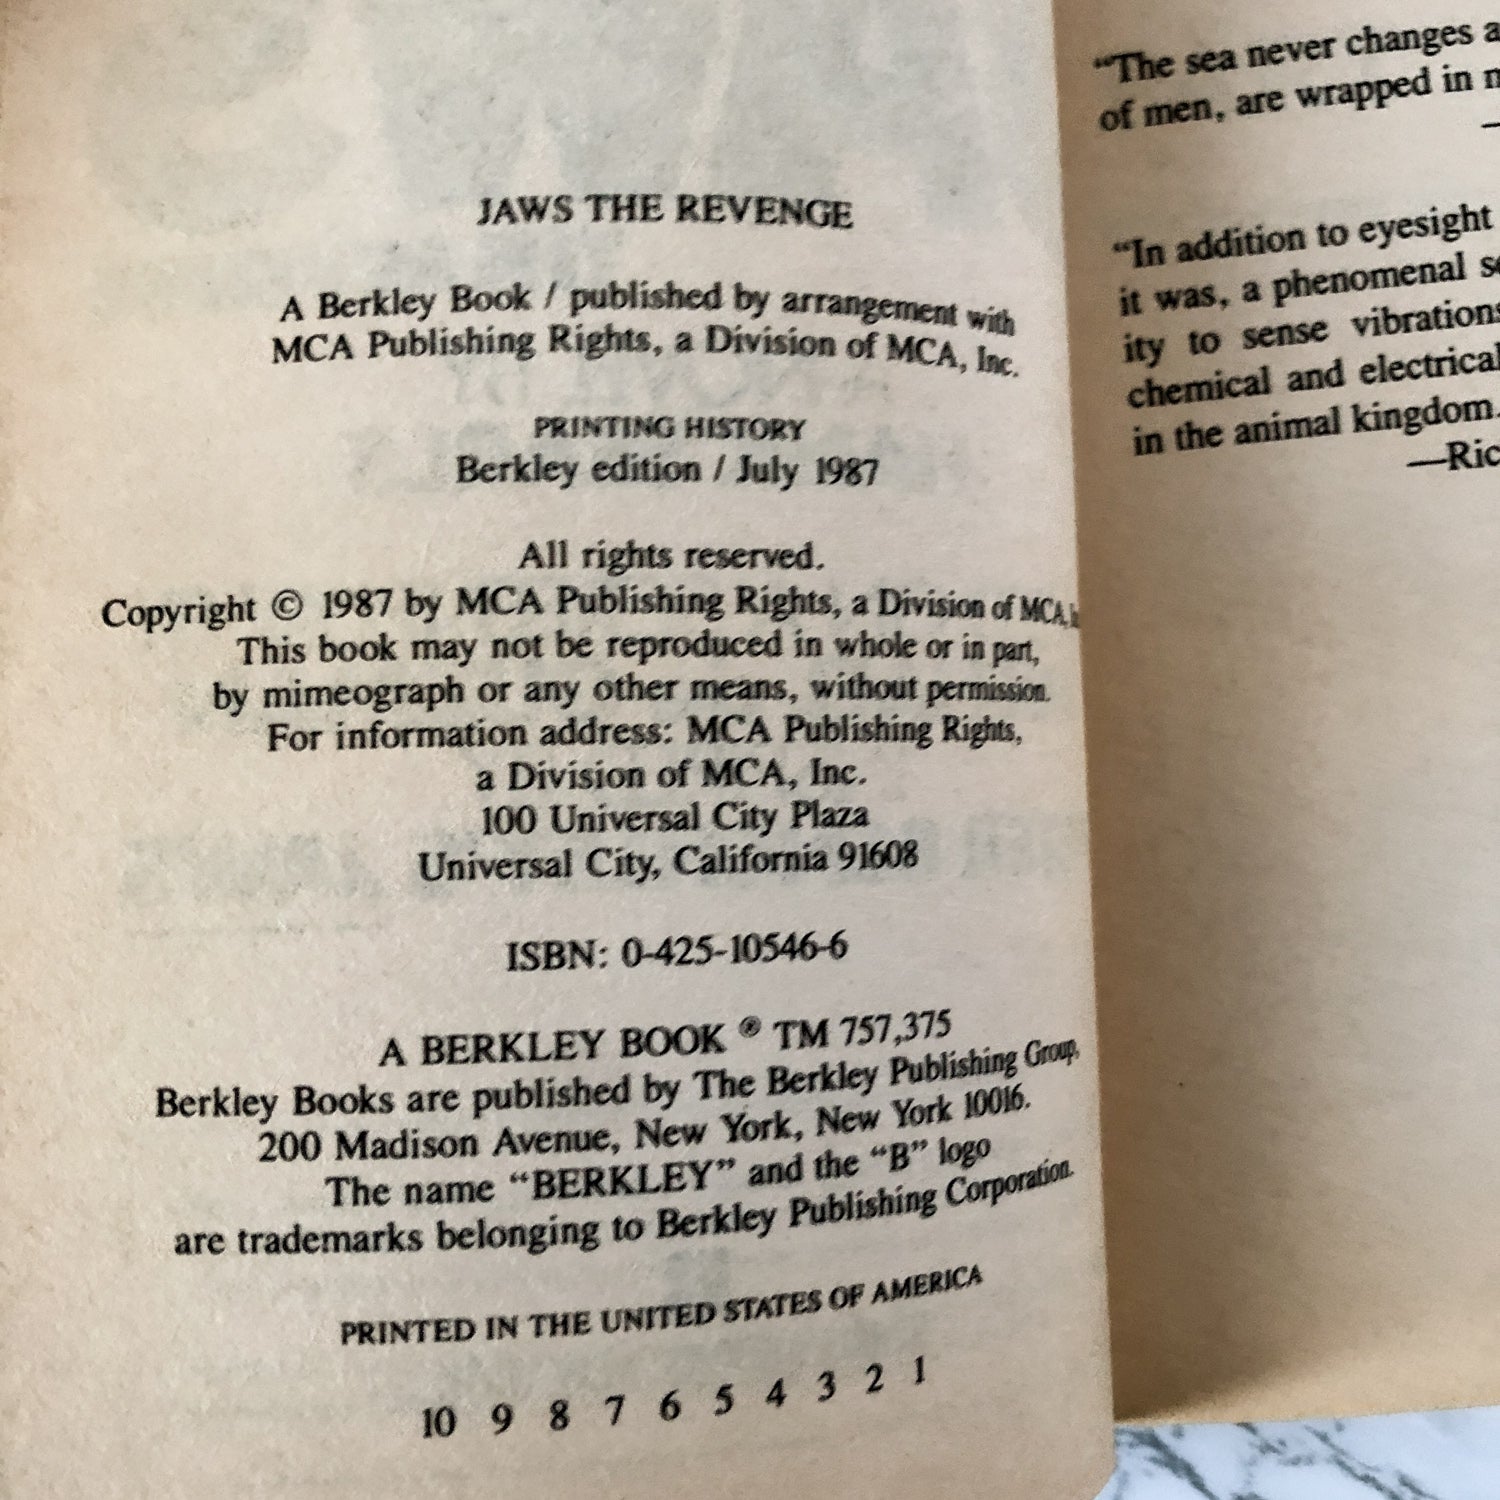 JAWS THE REVENGE
A Berkley Book / published by arrangement with
MCA Publishing Rights, a Division of MCA, Inc.
PRINTING HISTORY
Berkley edition / July 1987
All rights reserved.
Copyright © 1987 by MCA Publishing Rights, a Division of MCA,
This book may not be reproduced in whole or in part,
by mimeograph or any other means, without permission.
For information address: MCA Publishing Rights,
a Division of MCA, Inc.
100 Universal City Plaza
Universal City, California 91608
ISBN: 0-425-10546-6
A BERKLEY BOOK ® TM 757,375
Berkley Books are published by The Berkley Publishing Group,
200 Madison Avenue, New York, New York 10016.
The name “BERKLEY” and the “B” logo
are trademarks belonging to Berkley Publishing Corporation.
PRINTED IN THE UNITED STATES OF AMERICA
10 9 8 7 6 5 4 3 2 1
“The sea never changes
of men, are wrapped in
“In addition to eyesight
it was, a phenomenal
ity to sense vibrations
chemical and electrical
in the animal kingdom.
—Ric